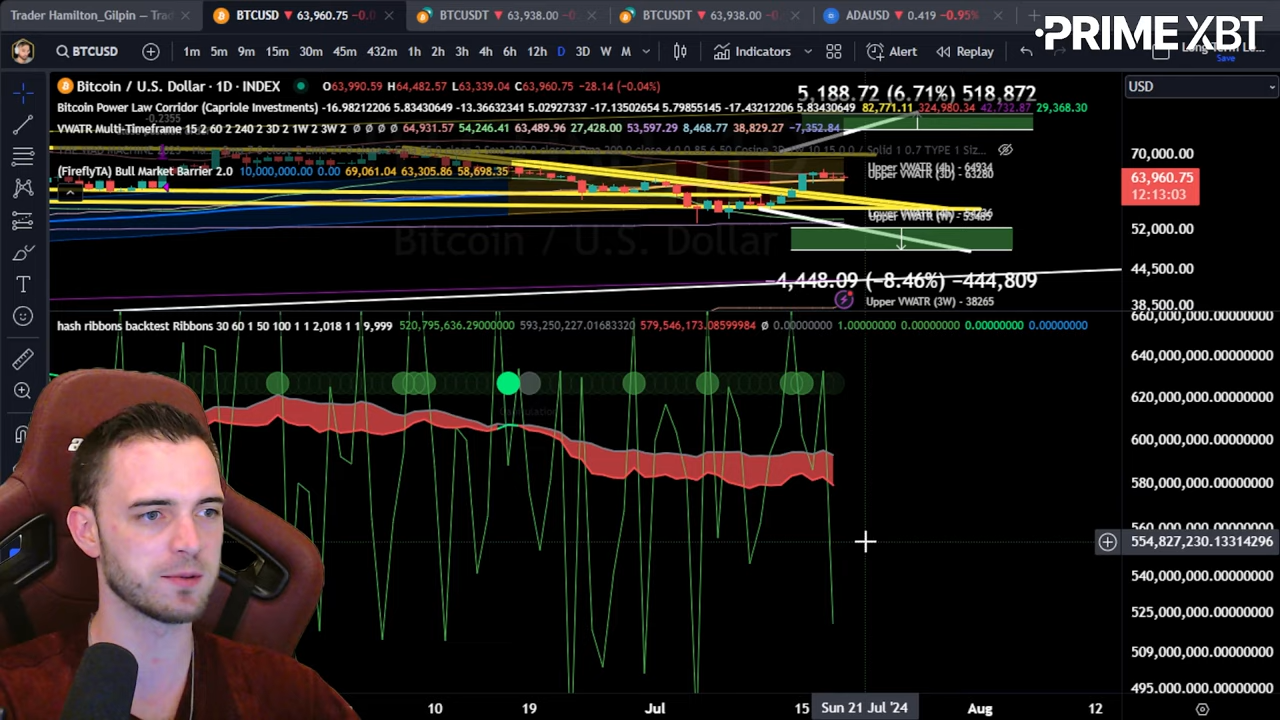 Trader Hamilton_Gilpin — Trad
BTCUSD 63,960.75 −0.0
BTCUSDT 63,938.00 −0
BTCUSDT 63,938.00 −0
ADAUSD 0.419 −0.95%
PRIME XBT
BTCUSD
1m 5m 9m 15m 30m 45m 432m 1h 2h 3h 6h 12h D 3D W M
Indicators
Alert
Replay
Save
Bitcoin / U.S. Dollar · 1D · INDEX
O63,990.59 H64,482.57 L63,339.04 C63,960.75 −28.14 (−0.04%)
5,188.72 (6.71%) 518,872
USD
Bitcoin Power Law Corridor (Capriole Investments) -16.98212206 5.83430649 -13.36632341 5.02929337 -17.13502654 5.79855145 -17.43212206 5.83430649 82,771.11 324,980.34 42,732.87 29,368.30
VWATR Multi-Timeframe 15 2 60 2 240 2 3D 2 1W 2 3W 2 Ø Ø Ø Ø 64,931.57 54,246.41 63,489.96 27,428.00 53,597.29 8,468.77 38,829.27 −7,352.84
(FireflyTA) Bull Market Barrier 2.0 10,000,000.00 0.00 69,061.04 63,305.86 58,698.35
Upper VWATR (4h) - 64934
Upper VWATR (3D) - 63280
Bitcoin / U.S. Dollar
70,000.00
63,960.75
12:13:03
52,000.00
44,500.00
38,500.00
−4,448.09 (−8.46%) −444,809
Upper VWATR (3W) - 38265
hash ribbons backtest Ribbons 30 60 1 50 100 1 1 2,018 1 1 9,999 520,795,636.29000000 593,250,227.01683320 579,546,173.08599984 Ø 0.00000000 1.00000000 0.00000000 0.00000000 0.00000000
660,000,000.00000000
640,000,000.00000000
620,000,000.00000000
600,000,000.00000000
580,000,000.00000000
560,000,000.00000000
554,827,230.13314296
540,000,000.00000000
525,000,000.00000000
509,000,000.00000000
495,000,000.00000000
10 19 Jul 15 Sun 21 Jul '24 Aug 12